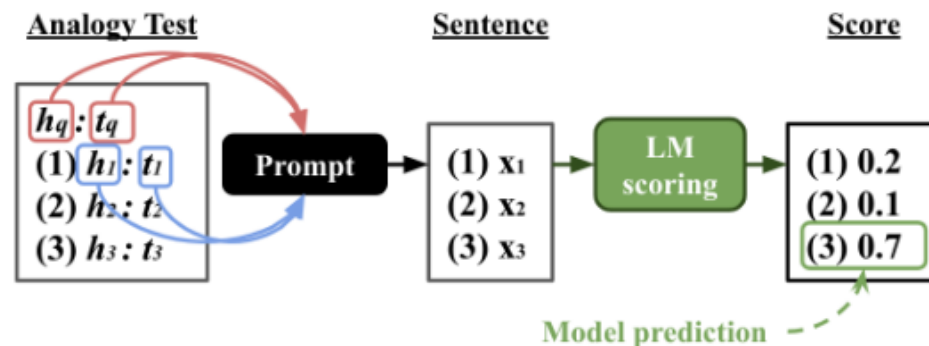 Analogy Test
Sentence
Score
hq : tq
(1) h1 : t1
(2) h2 : t2
(3) h3 : t3
Prompt
(1) x1
(2) x2
(3) x3
LM
scoring
(1) 0.2
(2) 0.1
(3) 0.7
Model prediction